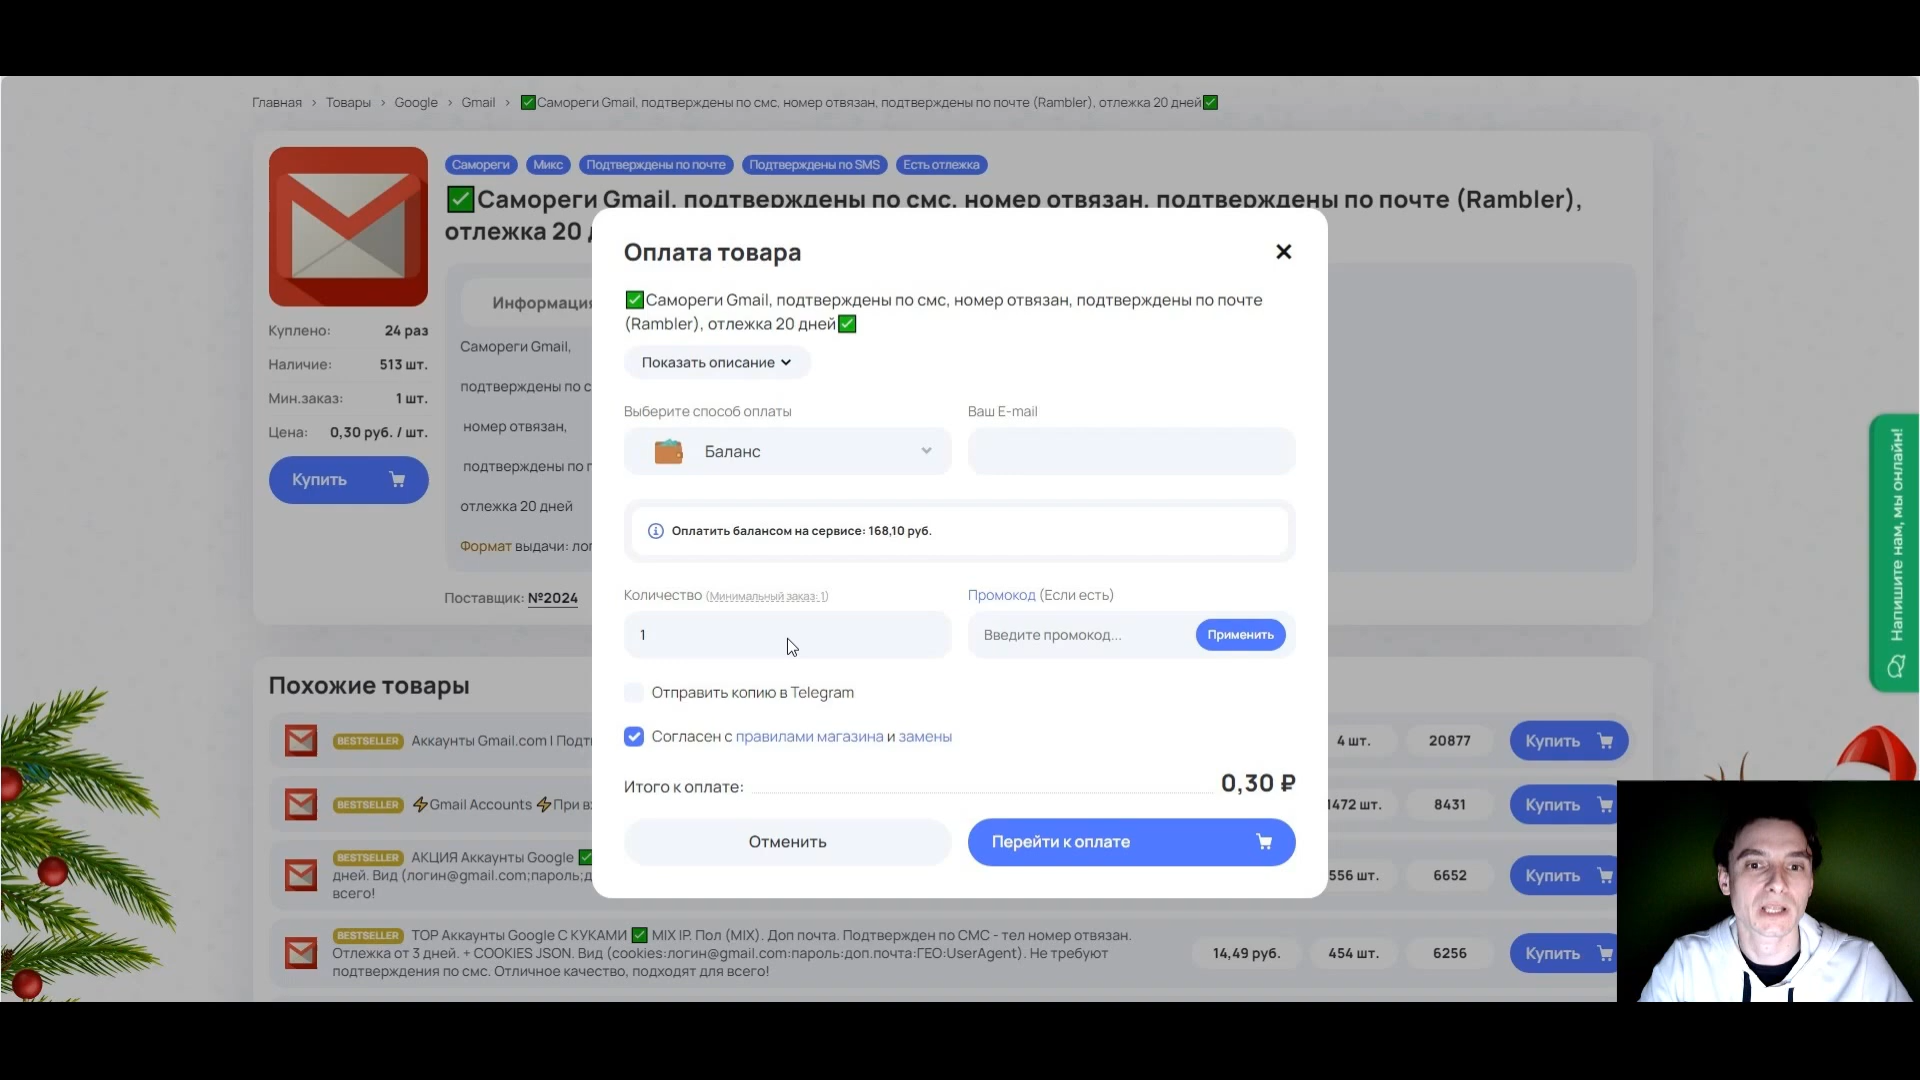 Главная › Товары › Google › Gmail › ✅Самореги Gmail, подтверждены по смс, номер отвязан, подтверждены по почте (Rambler), отлежка 20 дней✅
Самореги Микс Подтверждены по почте Подтверждены по SMS Есть отлежка
✅Самореги Gmail, подтверждены по смс, номер отвязан, подтверждены по почте (Rambler),
отлежка 20
Информация
Куплено: 24 раз
Наличие: 513 шт.
Мин.заказ: 1 шт.
Цена: 0,30 руб. / шт.
Купить
Самореги Gmail,
подтверждены по с
номер отвязан,
подтверждены по
отлежка 20 дней
Формат выдачи:
Поставщик: №2024
Оплата товара
✅Самореги Gmail, подтверждены по смс, номер отвязан, подтверждены по почте
(Rambler), отлежка 20 дней✅
Показать описание
Выберите способ оплаты
Баланс
Ваш E-mail
Оплатить балансом на сервисе: 168,10 руб.
Количество (Минимальный заказ: 1)
1
Промокод (Если есть)
Введите промокод... Применить
Отправить копию в Telegram
Согласен с правилами магазина и замены
Итого к оплате: 0,30 ₽
Отменить
Перейти к оплате
Напишите нам, мы онлайн!
Похожие товары
BESTSELLER Аккаунты Gmail.com | Подт
4 шт. 20877 Купить
BESTSELLER ⚡Gmail Accounts ⚡При
1472 шт. 8431 Купить
BESTSELLER АКЦИЯ Аккаунты Google ✅
дней. Вид (логин@gmail.com;пароль;д
всего!
556 шт. 6652 Купить
BESTSELLER TOP Аккаунты Google С КУКАМИ ✅ MIX IP. Пол (MIX). Доп почта. Подтвержден по СМС - тел номер отвязан.
Отлежка от 3 дней. + COOKIES JSON. Вид (cookies:логин@gmail.com:пароль:доп.почта:ГЕО:UserAgent). Не требуют
подтверждения по смс. Отличное качество, подходят для всего!
14,49 руб. 454 шт. 6256 Купить